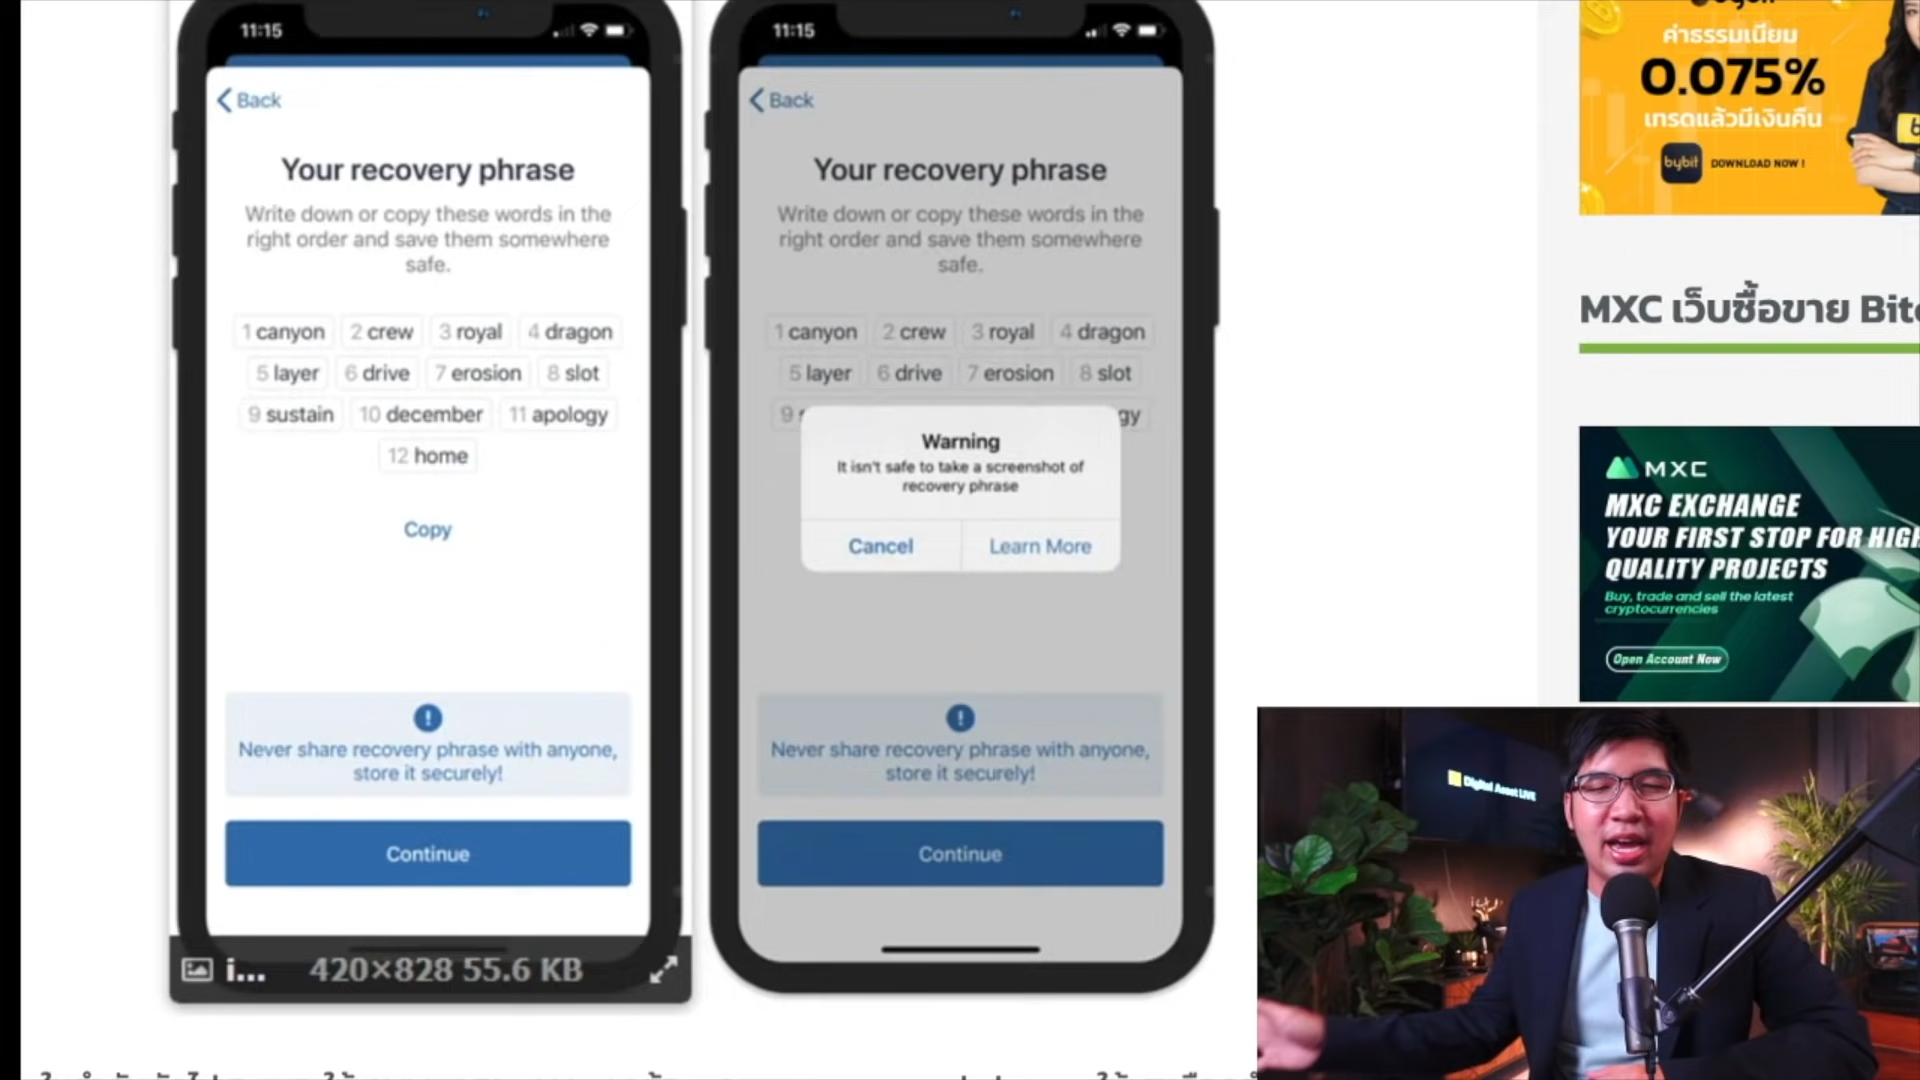 11:15
Back
Your recovery phrase
Write down or copy these words in the
right order and save them somewhere
safe.
1 canyon 2 crew 3 royal 4 dragon
5 layer 6 drive 7 erosion 8 slot
9 sustain 10 december 11 apology
12 home
Copy
Never share recovery phrase with anyone,
store it securely!
Continue
i... 420×828 55.6 KB
11:15
Back
Your recovery phrase
Write down or copy these words in the
right order and save them somewhere
safe.
1 canyon 2 crew 3 royal 4 dragon
5 layer 6 drive 7 erosion 8 slot
Warning
It isn't safe to take a screenshot of
recovery phrase
Cancel Learn More
Never share recovery phrase with anyone,
store it securely!
Continue
ค่าธรรมเนียม
0.075%
เทรดแล้วมีเงินคืน
bybit DOWNLOAD NOW !
MXC เว็บซื้อขาย
MXC
MXC EXCHANGE
YOUR FIRST STOP FOR
QUALITY PROJECTS
Buy, trade and sell the latest
cryptocurrencies
Open Account Now
Digital Asset LIVE